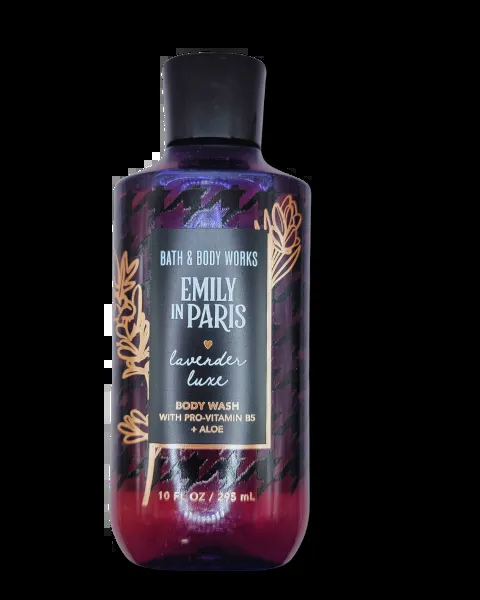 BATH & BODY WORKS
EMILY
IN PARIS
lavender
luxe
BODY WASH
WITH PRO-VITAMIN B5
+ ALOE
10 FL OZ / 295 mL